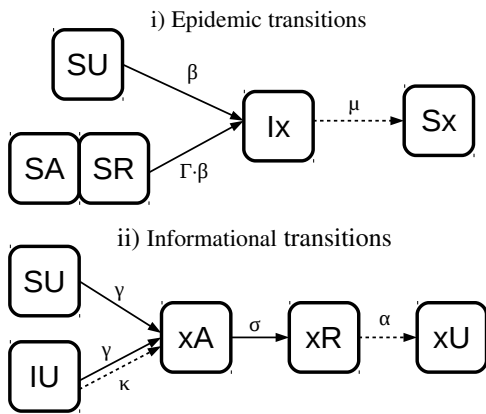 i) Epidemic transitions
SU
β
Ix
μ
Sx
SA SR
Γ·β
ii) Informational transitions
SU
γ
xA
σ
xR
α
xU
IU
γ
κ